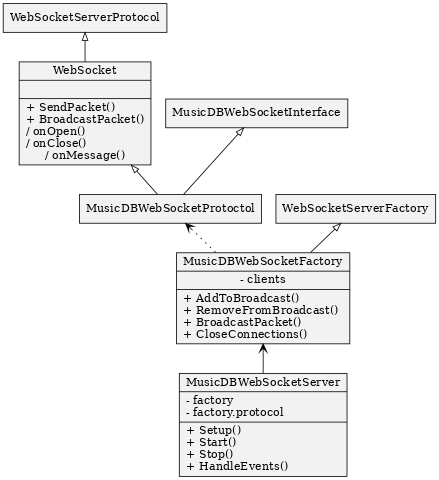 WebSocketServerProtocol
WebSocket
+ SendPacket()
+ BroadcastPacket()
/ onOpen()
/ onClose()
/ onMessage()
MusicDBWebSocketInterface
MusicDBWebSocketProtoctol
WebSocketServerFactory
MusicDBWebSocketFactory
- clients
+ AddToBroadcast()
+ RemoveFromBroadcast()
+ BroadcastPacket()
+ CloseConnections()
MusicDBWebSocketServer
- factory
- factory.protocol
+ Setup()
+ Start()
+ Stop()
+ HandleEvents()